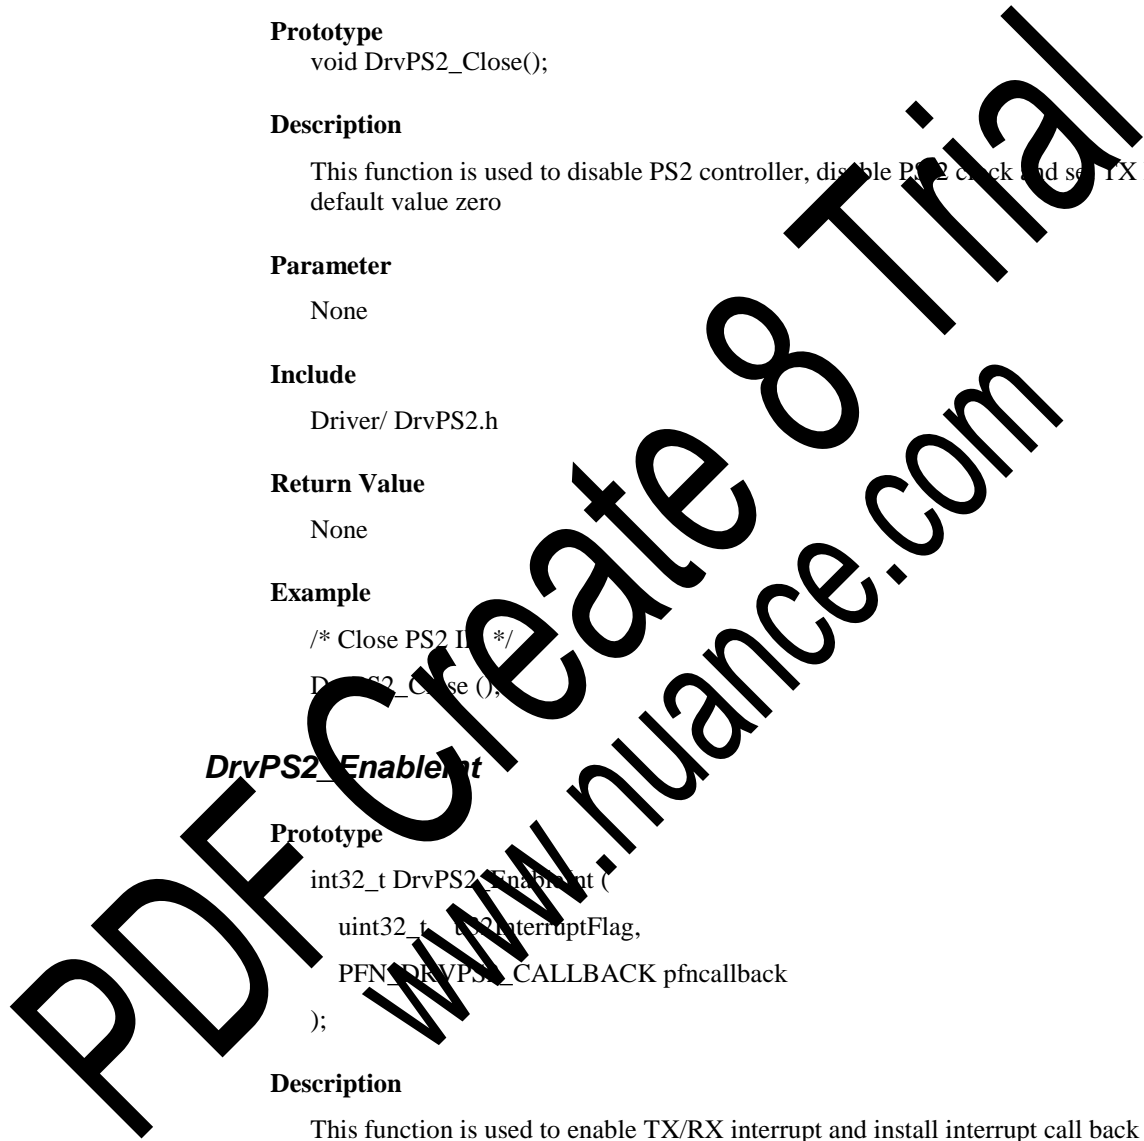 Prototype
void DrvPS2_Close();
Description
This function is used to disable PS2 controller, disable PS2 clock and set TX
default value zero
Parameter
None
Include
Driver/ DrvPS2.h
Return Value
None
Example
/* Close PS2 */
DrvPS2_Close ();
DrvPS2_EnableInt
Prototype
int32_t DrvPS2_EnableInt (
uint32_t u32InterruptFlag,
PFN_DRVPS2_CALLBACK pfncallback
);
Description
This function is used to enable TX/RX interrupt and install interrupt call back
PDF Create 8 Trial
www.nuance.com